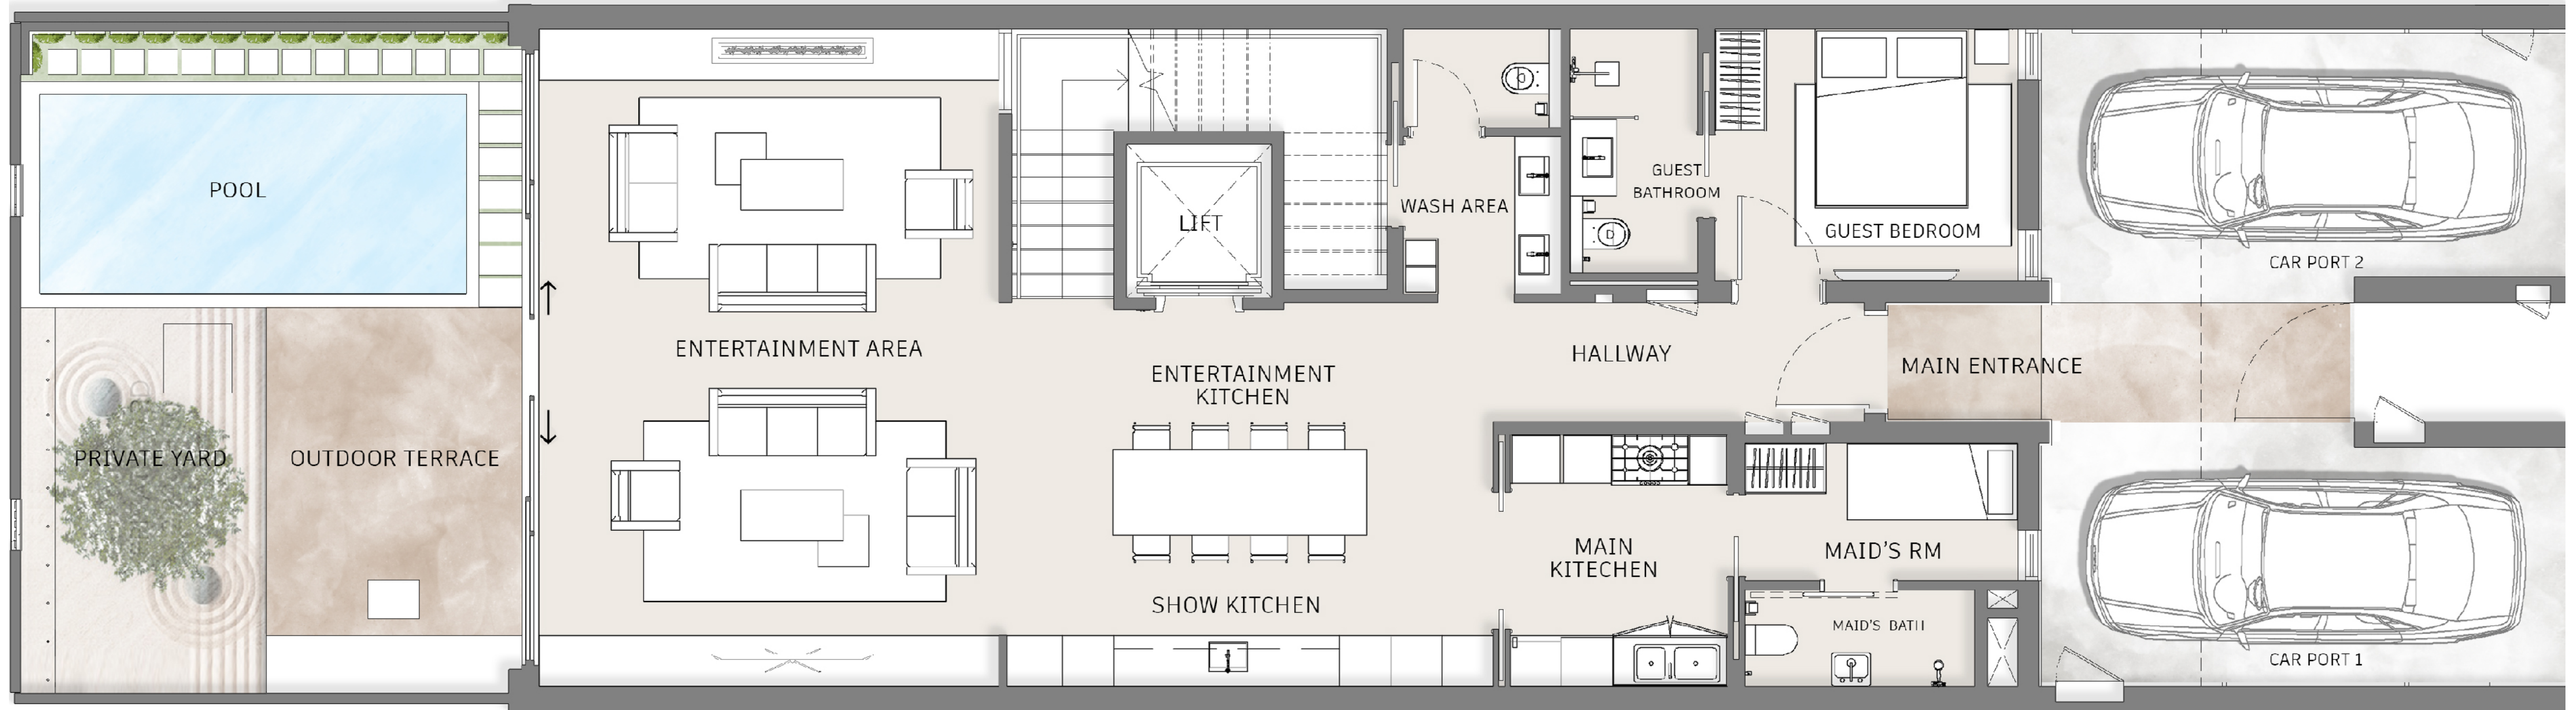 POOL
PRIVATE YARD
OUTDOOR TERRACE
ENTERTAINMENT AREA
LIFT
ENTERTAINMENT
KITCHEN
SHOW KITCHEN
WASH AREA
GUEST
BATHROOM
GUEST BEDROOM
HALLWAY
MAIN ENTRANCE
MAIN
KITECHEN
MAID'S RM
MAID'S BATH
CAR PORT 2
CAR PORT 1